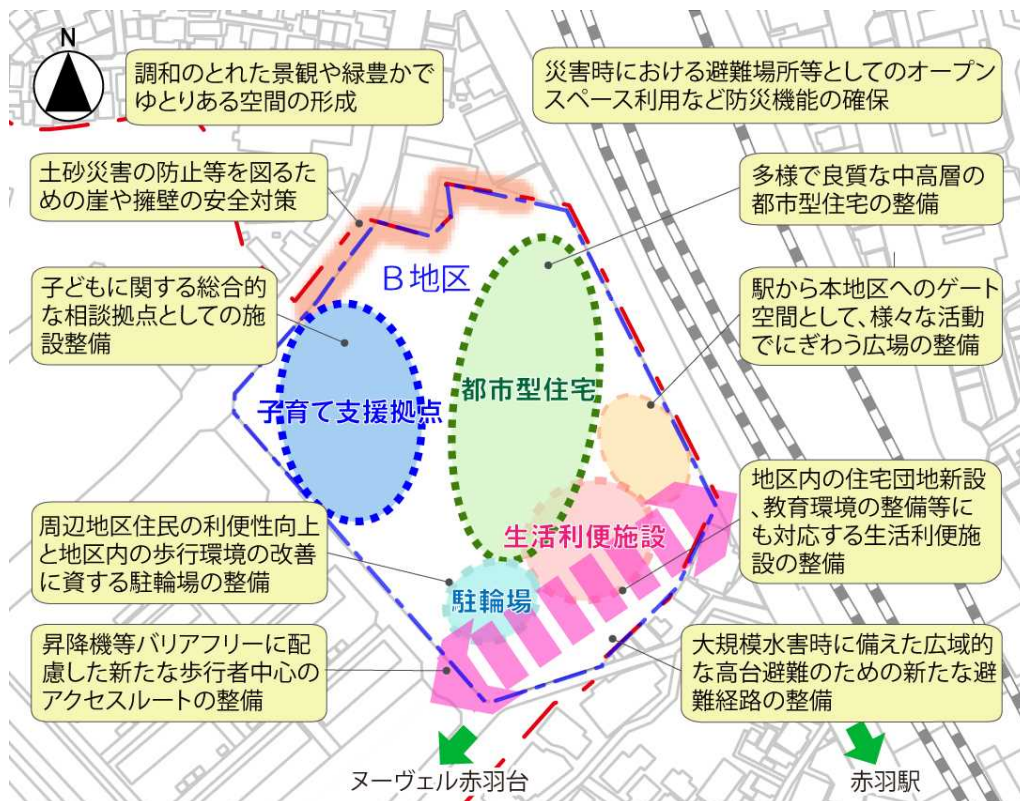 N
調和のとれた景観や緑豊かで
ゆとりある空間の形成
災害時における避難場所等としてのオープン
スペース利用など防災機能の確保
土砂災害の防止等を図るた
めの崖や擁壁の安全対策
多様で良質な中高層の
都市型住宅の整備
B地区
子どもに関する総合的
な相談拠点としての施
設整備
駅から本地区へのゲート
空間として、様々な活動
でにぎわう広場の整備
都市型住宅
子育て支援拠点
地区内の住宅団地新設
、教育環境の整備等に
も対応する生活利便施
設の整備
周辺地区住民の利便性向上
と地区内の歩行環境の改善
に資する駐輪場の整備
生活利便施設
駐輪場
昇降機等バリアフリーに配
慮した新たな歩行者中心の
アクセスルートの整備
大規模水害時に備えた広域的
な高台避難のための新たな避
難経路の整備
ヌーヴェル赤羽台
赤羽駅